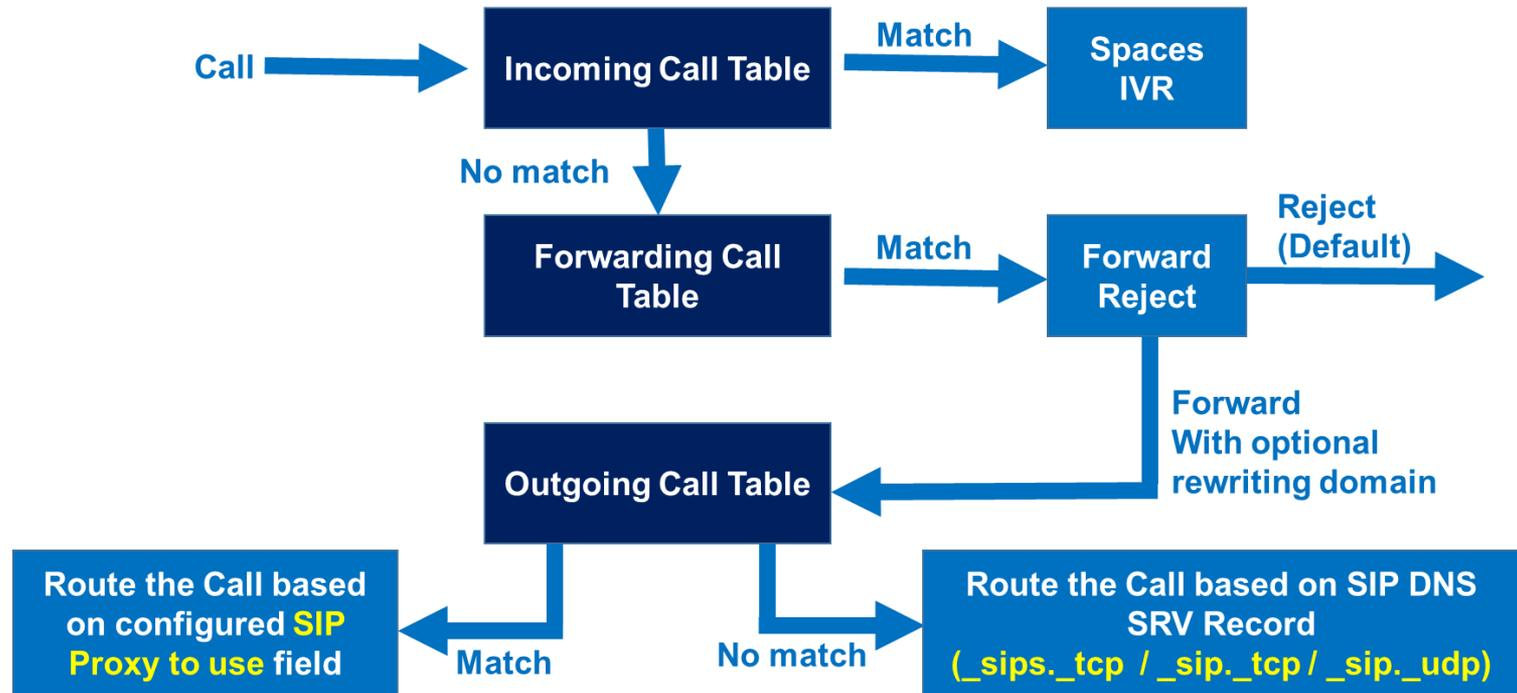 Call
Incoming Call Table
Match
Spaces
IVR
No match
Forwarding Call
Table
Match
Forward
Reject
Reject
(Default)
Forward
With optional
rewriting domain
Outgoing Call Table
Route the Call based
on configured SIP
Proxy to use field
Match
No match
Route the Call based on SIP DNS
SRV Record
(_sips._tcp / _sip._tcp / _sip._udp)